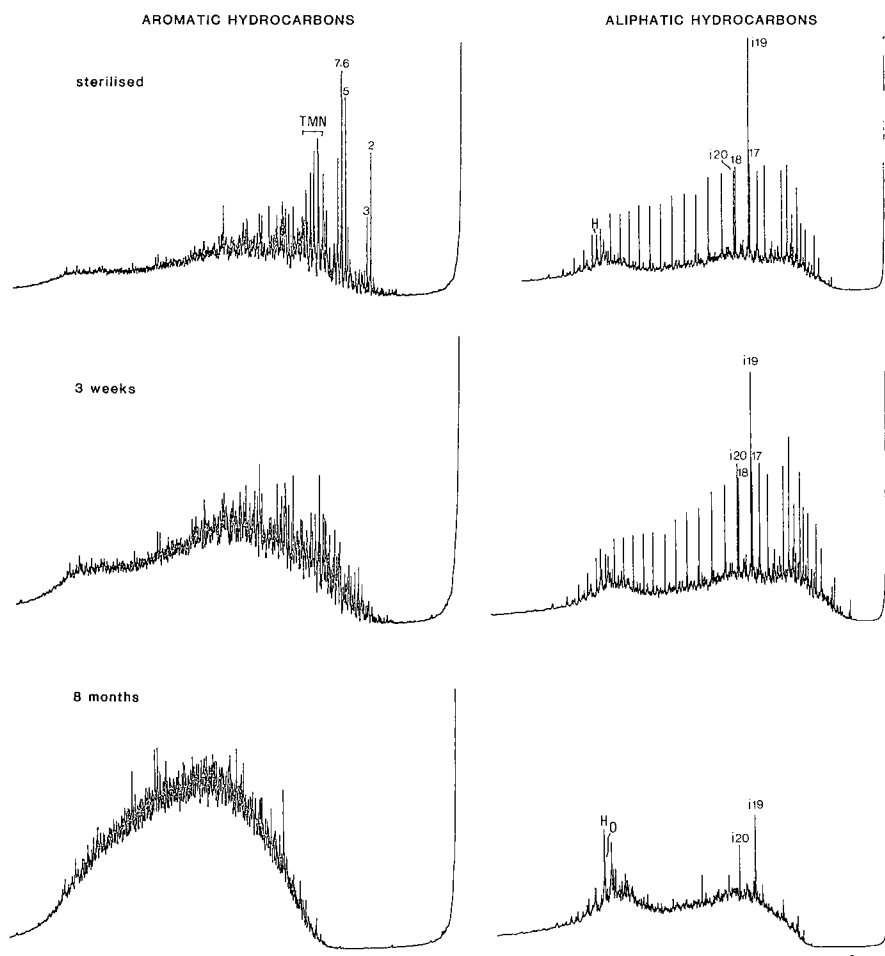 AROMATIC HYDROCARBONS
ALIPHATIC HYDROCARBONS
sterilised
TMN
7,6
5
2
3
i19
i20
18
17
H
3 weeks
i19
i20
18
17
8 months
H
O
i20
i19